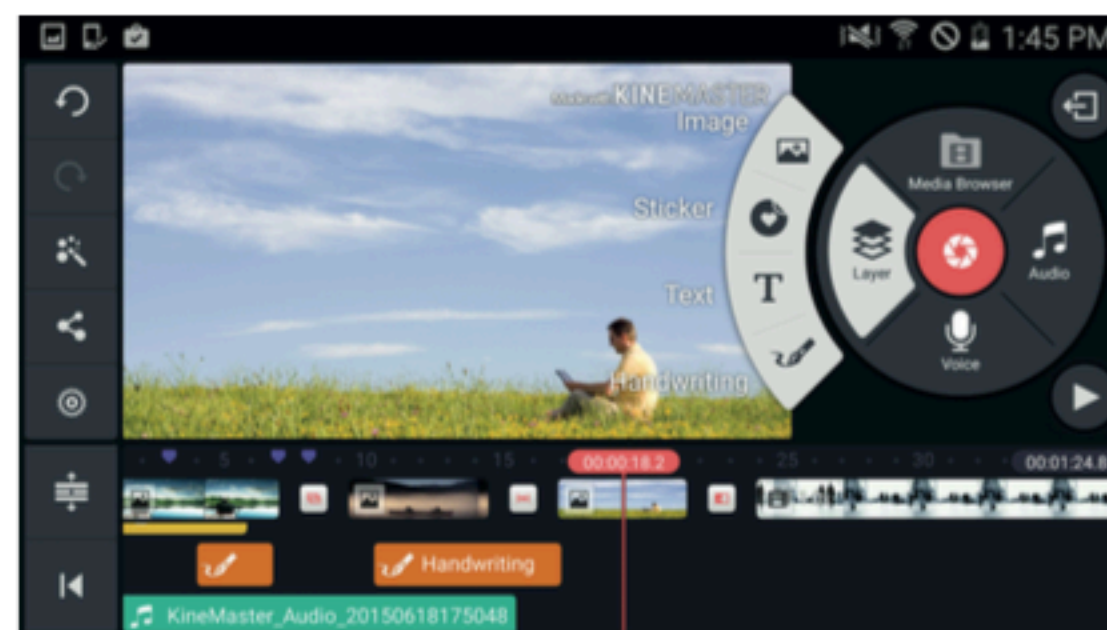 1:45 PM
KINEMASTER
Image
Media Browser
Sticker
Layer
Audio
Text
Voice
Handwriting
5
10
15
00:00:18.2
25
30
00:01:24.8
Handwriting
KineMaster_Audio_20150618175048